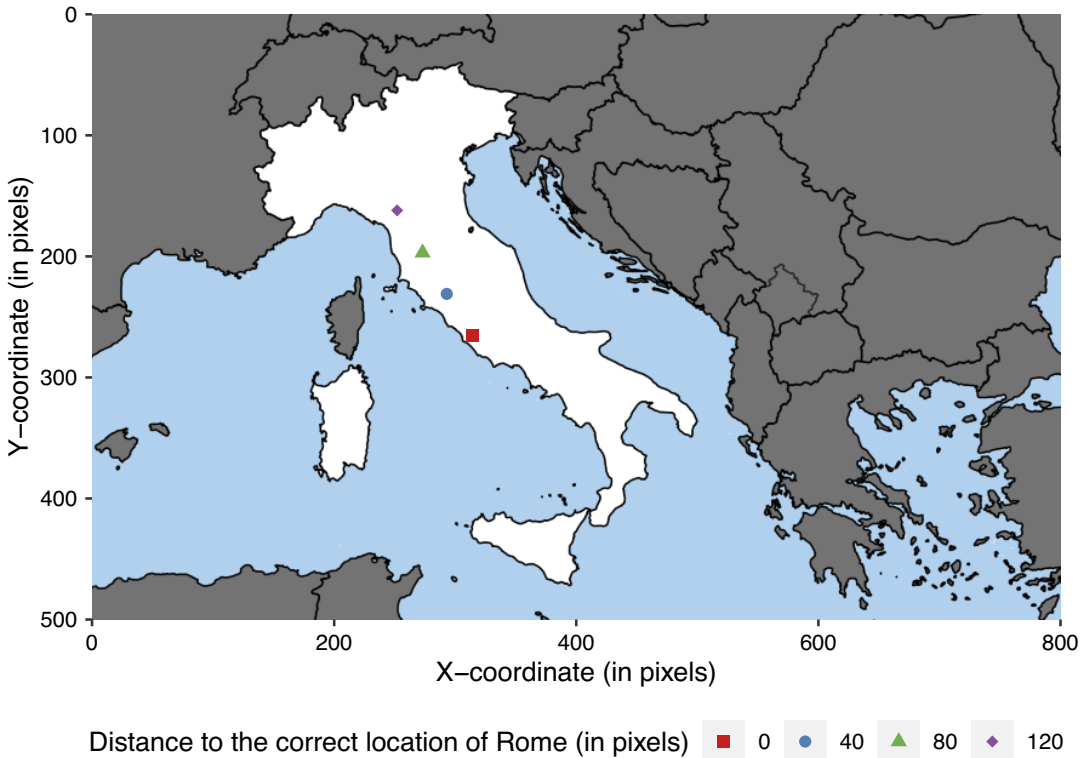 0
100
200
300
400
500
Y−coordinate (in pixels)
0 200 400 600 800
X−coordinate (in pixels)
Distance to the correct location of Rome (in pixels) 0 40 80 120